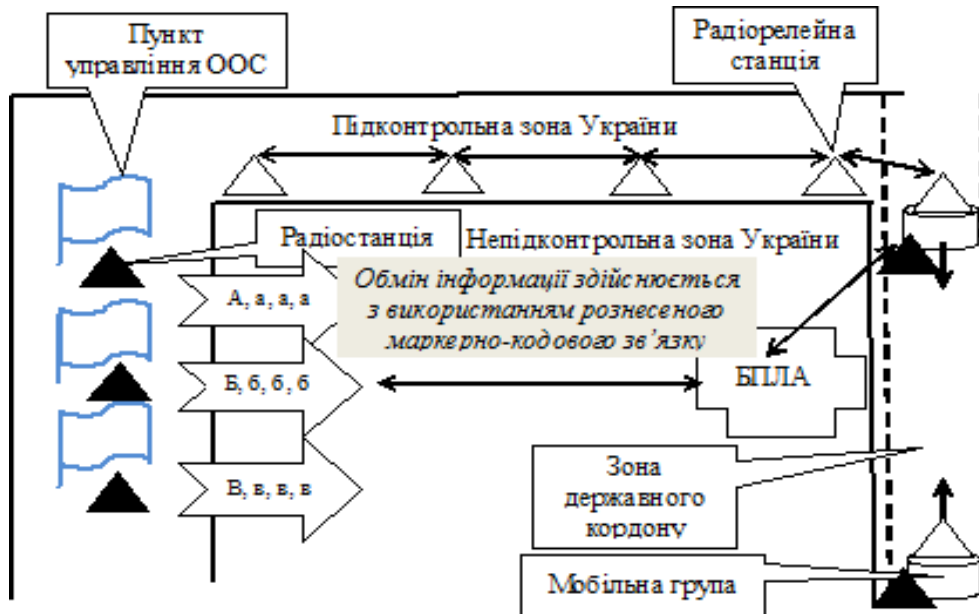 Пункт
управління ООС
Радіорелейна
станція
Підконтрольна зона України
Радіостанція
Непідконтрольна зона України
Обмін інформації здійснюється
з використанням рознесеного
маркерно-кодового зв’язку
А, а, а, а
Б, б, б, б
БПЛА
В, в, в, в
Зона
державного
кордону
Мобільна група